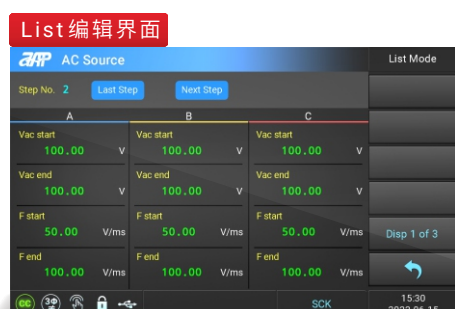 List编辑界面
AC Source
List Mode
Step No. 2 Last Step Next Step
A B C
Vac start Vac start Vac start
100.00 V 100.00 V 100.00 V
Vac end Vac end Vac end
100.00 V 100.00 V 100.00 V
F start F start F start
50.00 V/ms 50.00 V/ms 50.00 V/ms
Disp 1 of 3
F end F end F end
100.00 V/ms 100.00 V/ms 100.00 V/ms
CC 3Φ SCK 15:30